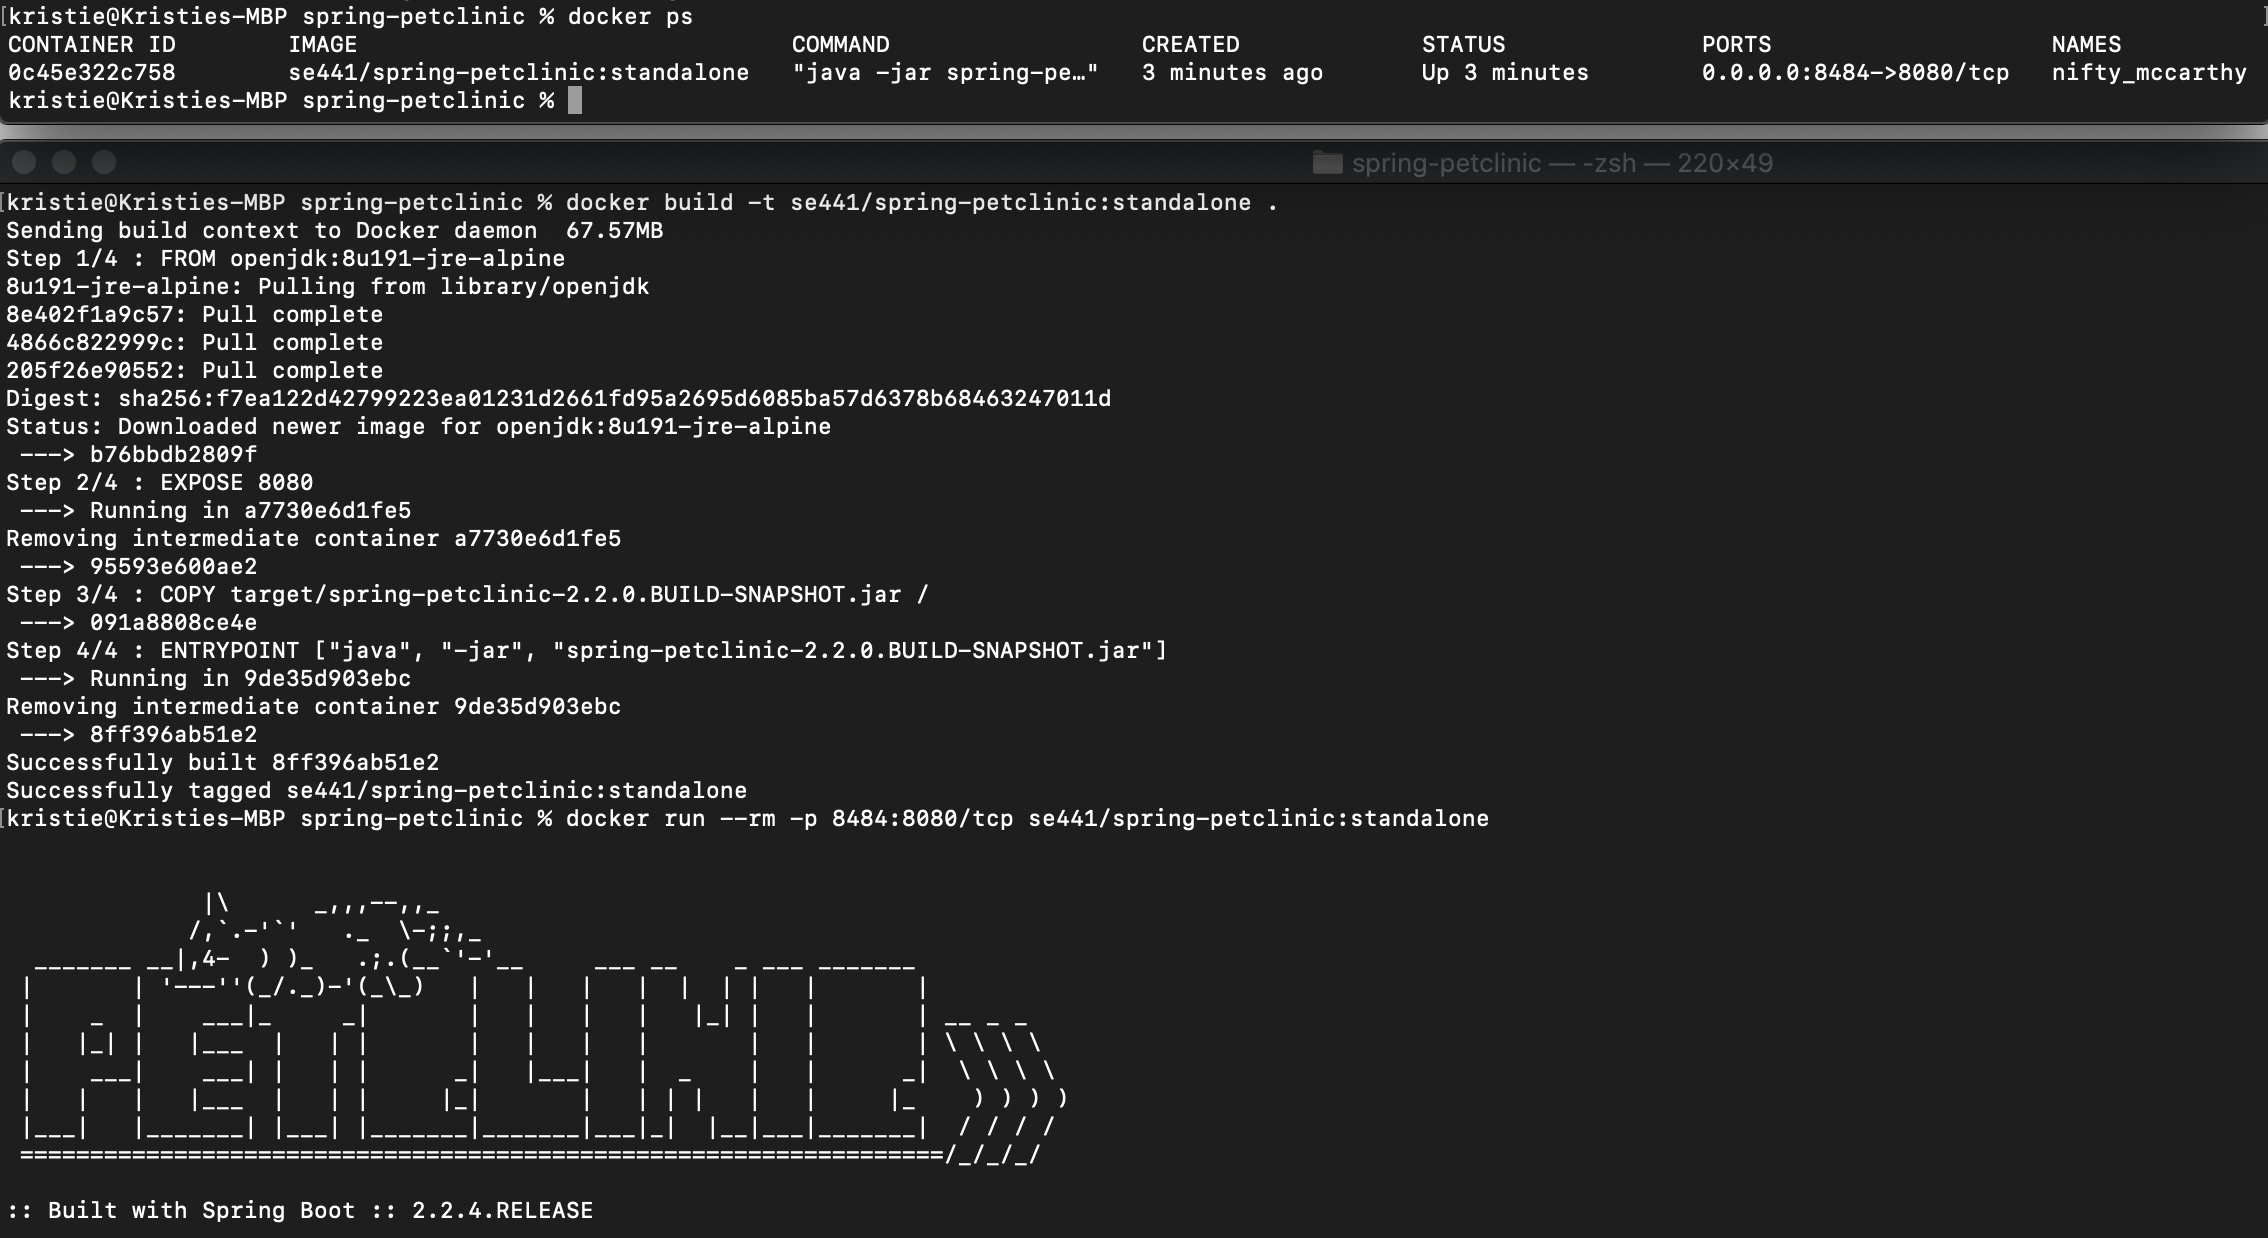 [kristie@Kristies-MBP spring-petclinic % docker ps ]
CONTAINER ID        IMAGE                               COMMAND                  CREATED             STATUS              PORTS                    NAMES
0c45e322c758        se441/spring-petclinic:standalone   "java -jar spring-pe…"   3 minutes ago       Up 3 minutes        0.0.0.0:8484->8080/tcp   nifty_mccarthy
kristie@Kristies-MBP spring-petclinic %
spring-petclinic — -zsh — 220×49
[kristie@Kristies-MBP spring-petclinic % docker build -t se441/spring-petclinic:standalone .
Sending build context to Docker daemon  67.57MB
Step 1/4 : FROM openjdk:8u191-jre-alpine
8u191-jre-alpine: Pulling from library/openjdk
8e402f1a9c57: Pull complete
4866c822999c: Pull complete
205f26e90552: Pull complete
Digest: sha256:f7ea122d42799223ea01231d2661fd95a2695d6085ba57d6378b68463247011d
Status: Downloaded newer image for openjdk:8u191-jre-alpine
 ---> b76bbdb2809f
Step 2/4 : EXPOSE 8080
 ---> Running in a7730e6d1fe5
Removing intermediate container a7730e6d1fe5
 ---> 95593e600ae2
Step 3/4 : COPY target/spring-petclinic-2.2.0.BUILD-SNAPSHOT.jar /
 ---> 091a8808ce4e
Step 4/4 : ENTRYPOINT ["java", "-jar", "spring-petclinic-2.2.0.BUILD-SNAPSHOT.jar"]
 ---> Running in 9de35d903ebc
Removing intermediate container 9de35d903ebc
 ---> 8ff396ab51e2
Successfully built 8ff396ab51e2
Successfully tagged se441/spring-petclinic:standalone
[kristie@Kristies-MBP spring-petclinic % docker run --rm -p 8484:8080/tcp se441/spring-petclinic:standalone
PETCLINIC
:: Built with Spring Boot :: 2.2.4.RELEASE